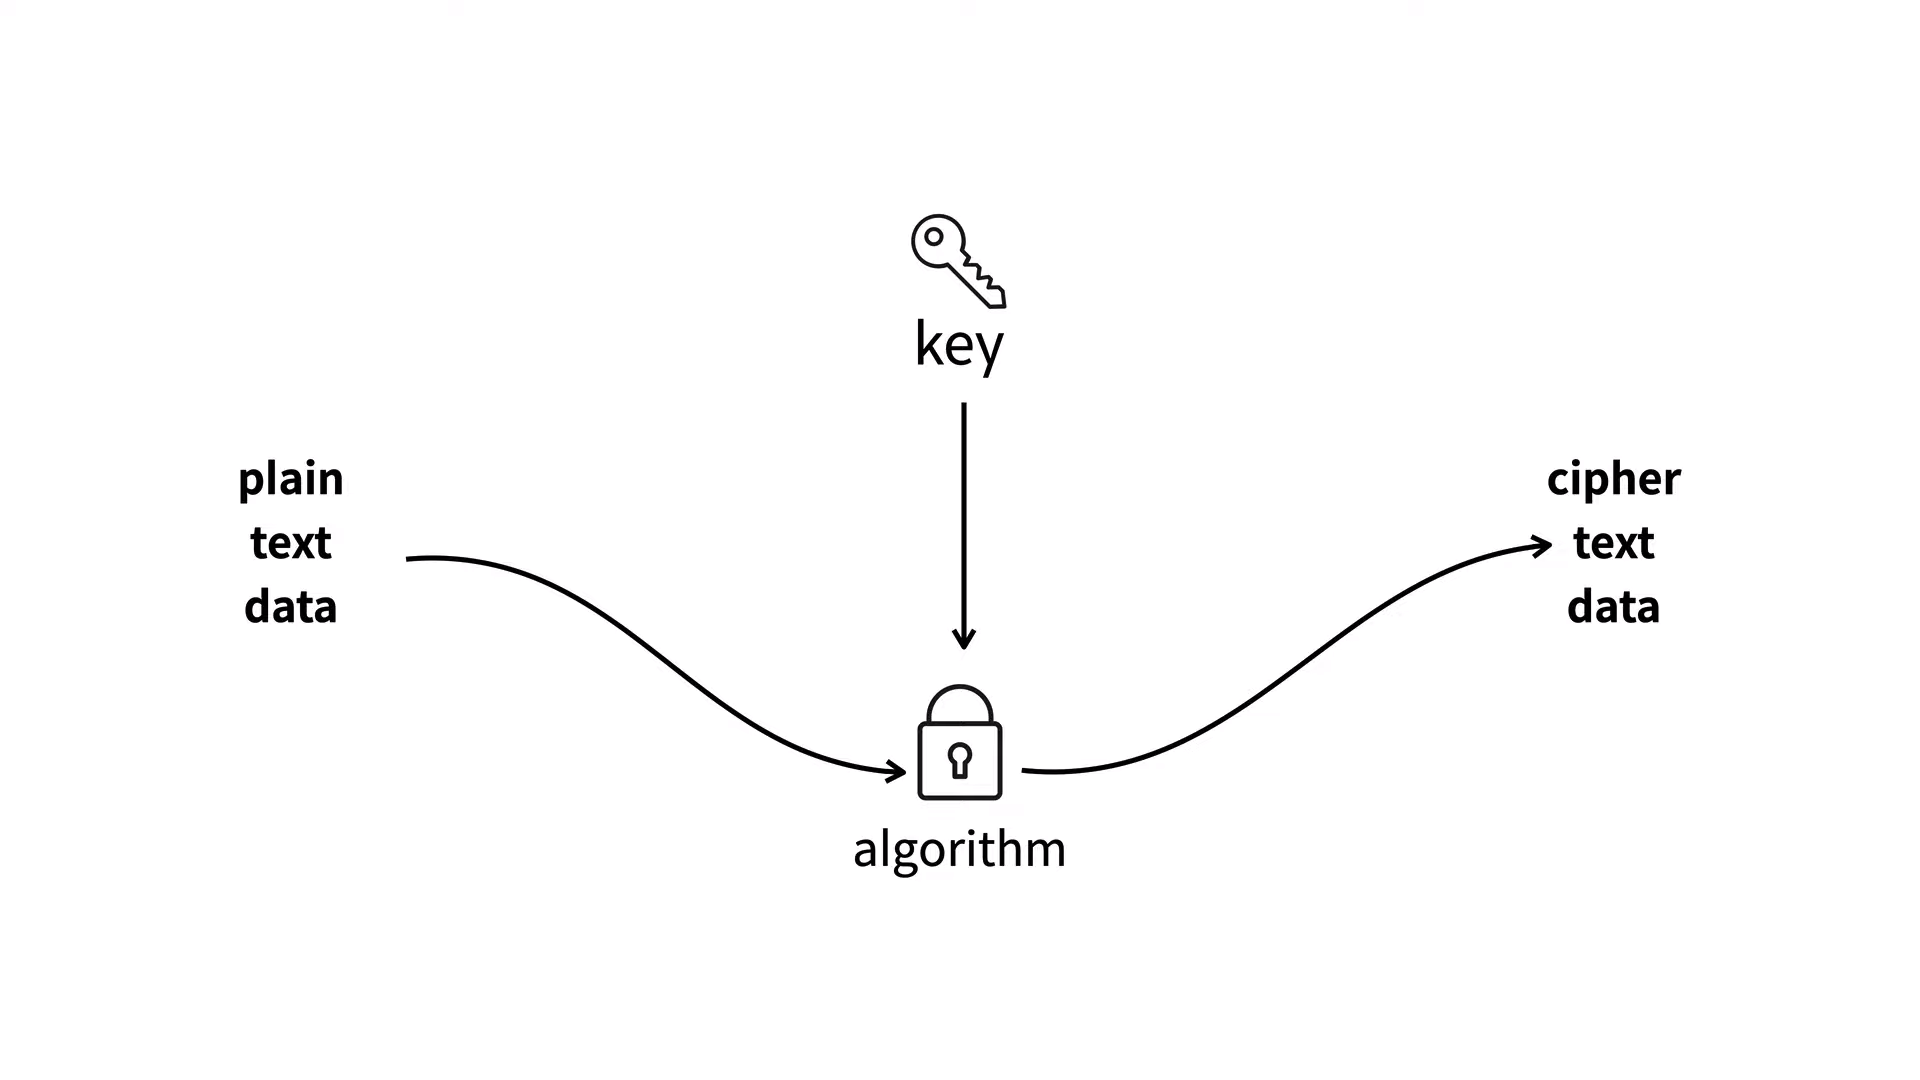 key
plain
text
data
cipher
text
data
algorithm